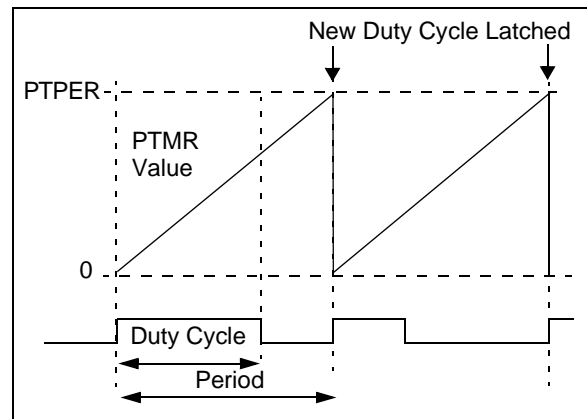 New Duty Cycle Latched
PTPER
PTMR
Value
0
Duty Cycle
Period